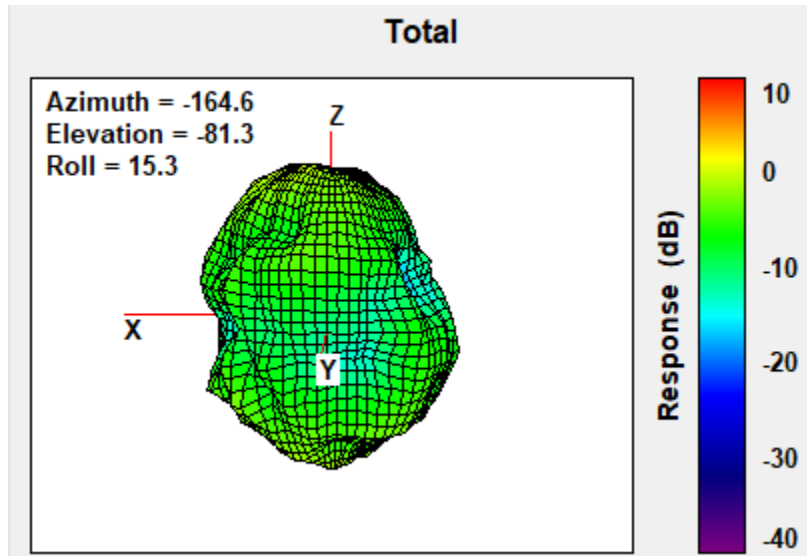 Total
Azimuth = -164.6
Elevation = -81.3
Roll = 15.3
Z
X
Y
10
0
-10
-20
-30
-40
Response (dB)